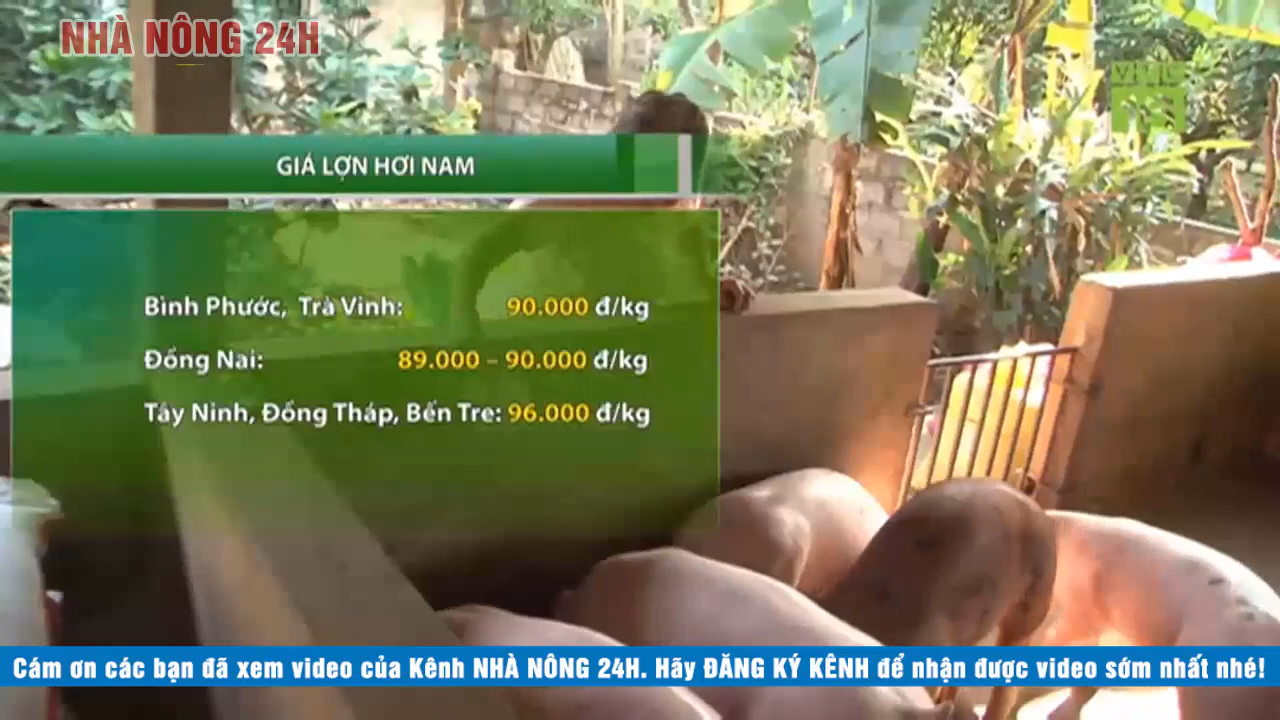 NHÀ NÔNG 24H
GIÁ LỢN HƠI NAM
Bình Phước, Trà Vinh: 90.000 đ/kg
Đồng Nai: 89.000 – 90.000 đ/kg
Tây Ninh, Đồng Tháp, Bến Tre: 96.000 đ/kg
Cám ơn các bạn đã xem video của Kênh NHÀ NÔNG 24H. Hãy ĐĂNG KÝ KÊNH để nhận được video sớm nhất nhé!